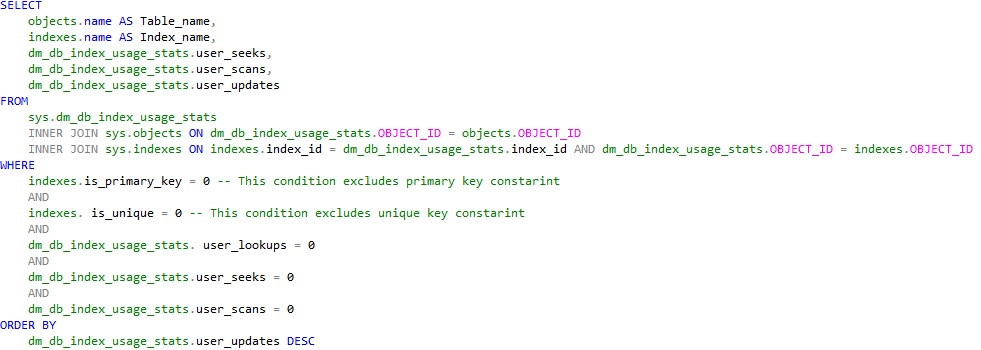 SELECT
    objects.name AS Table_name,
    indexes.name AS Index_name,
    dm_db_index_usage_stats.user_seeks,
    dm_db_index_usage_stats.user_scans,
    dm_db_index_usage_stats.user_updates
FROM
    sys.dm_db_index_usage_stats
    INNER JOIN sys.objects ON dm_db_index_usage_stats.OBJECT_ID = objects.OBJECT_ID
    INNER JOIN sys.indexes ON indexes.index_id = dm_db_index_usage_stats.index_id AND dm_db_index_usage_stats.OBJECT_ID = indexes.OBJECT_ID
WHERE
    indexes.is_primary_key = 0 -- This condition excludes primary key constarint
    AND
    indexes. is_unique = 0 -- This condition excludes unique key constarint
    AND
    dm_db_index_usage_stats. user_lookups = 0
    AND
    dm_db_index_usage_stats.user_seeks = 0
    AND
    dm_db_index_usage_stats.user_scans = 0
ORDER BY
    dm_db_index_usage_stats.user_updates DESC